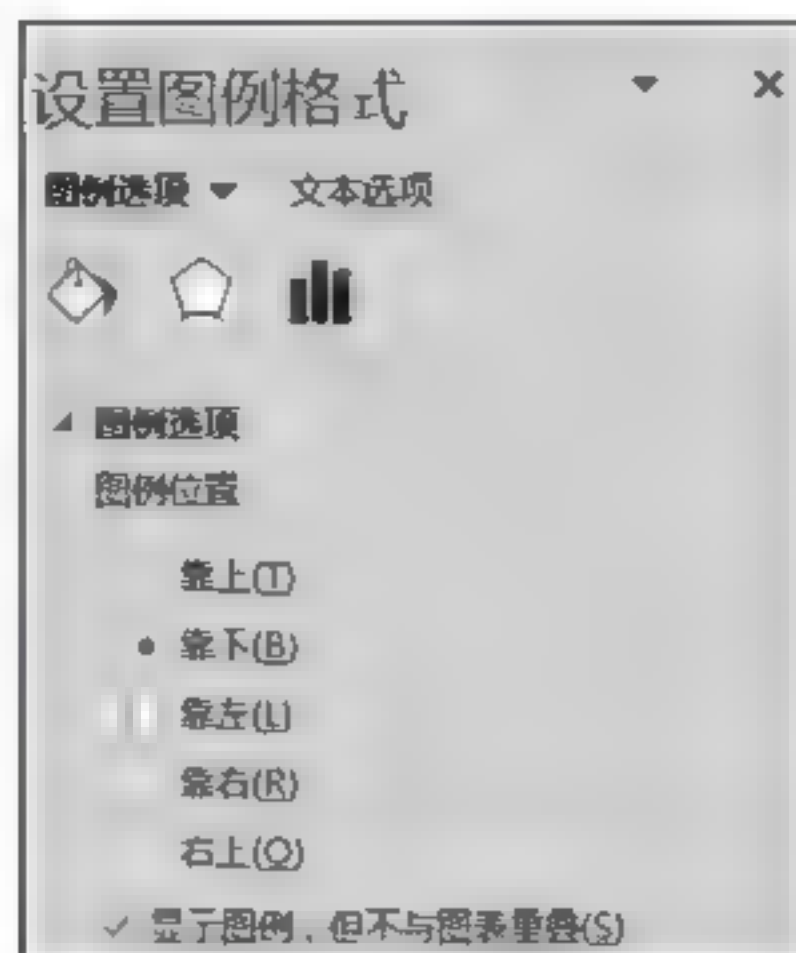 设置图例格式
图例选项 文本选项
图例选项
图例位置
靠上(T)
靠下(B)
靠左(L)
靠右(R)
右上(O)
显示图例，但不与图表重叠(S)